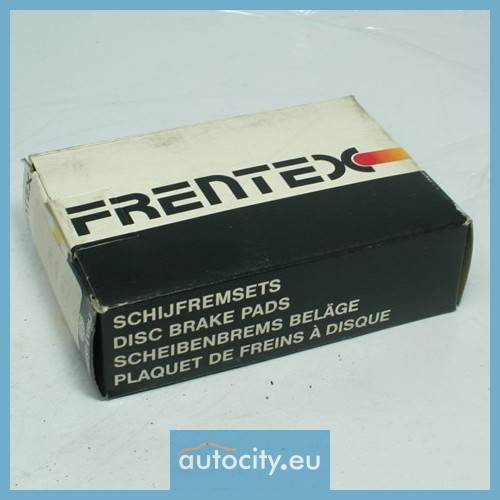 FRENTEX
SCHIJFREMSETS
DISC BRAKE PADS
SCHEIBENBREMS BELÄGE
PLAQUET DE FREINS À DISQUE
autocity.eu